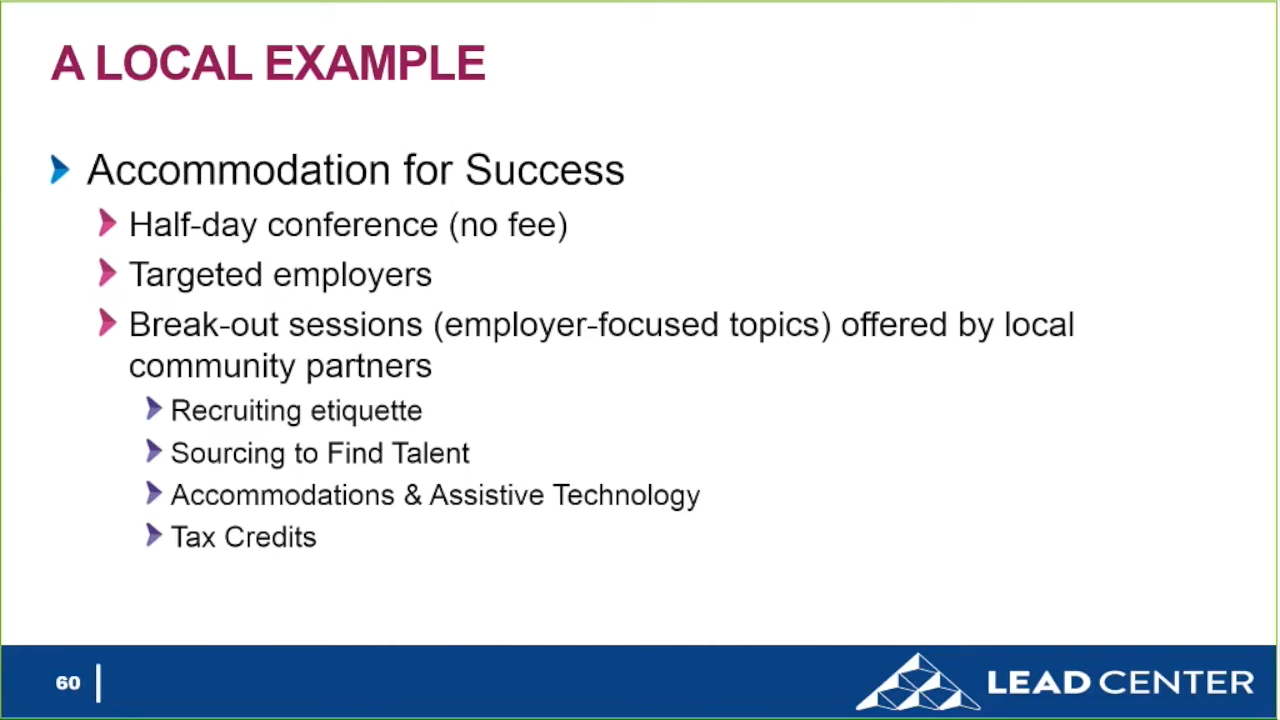 A LOCAL EXAMPLE
Accommodation for Success
Half-day conference (no fee)
Targeted employers
Break-out sessions (employer-focused topics) offered by local
community partners
Recruiting etiquette
Sourcing to Find Talent
Accommodations & Assistive Technology
Tax Credits
60
LEAD CENTER